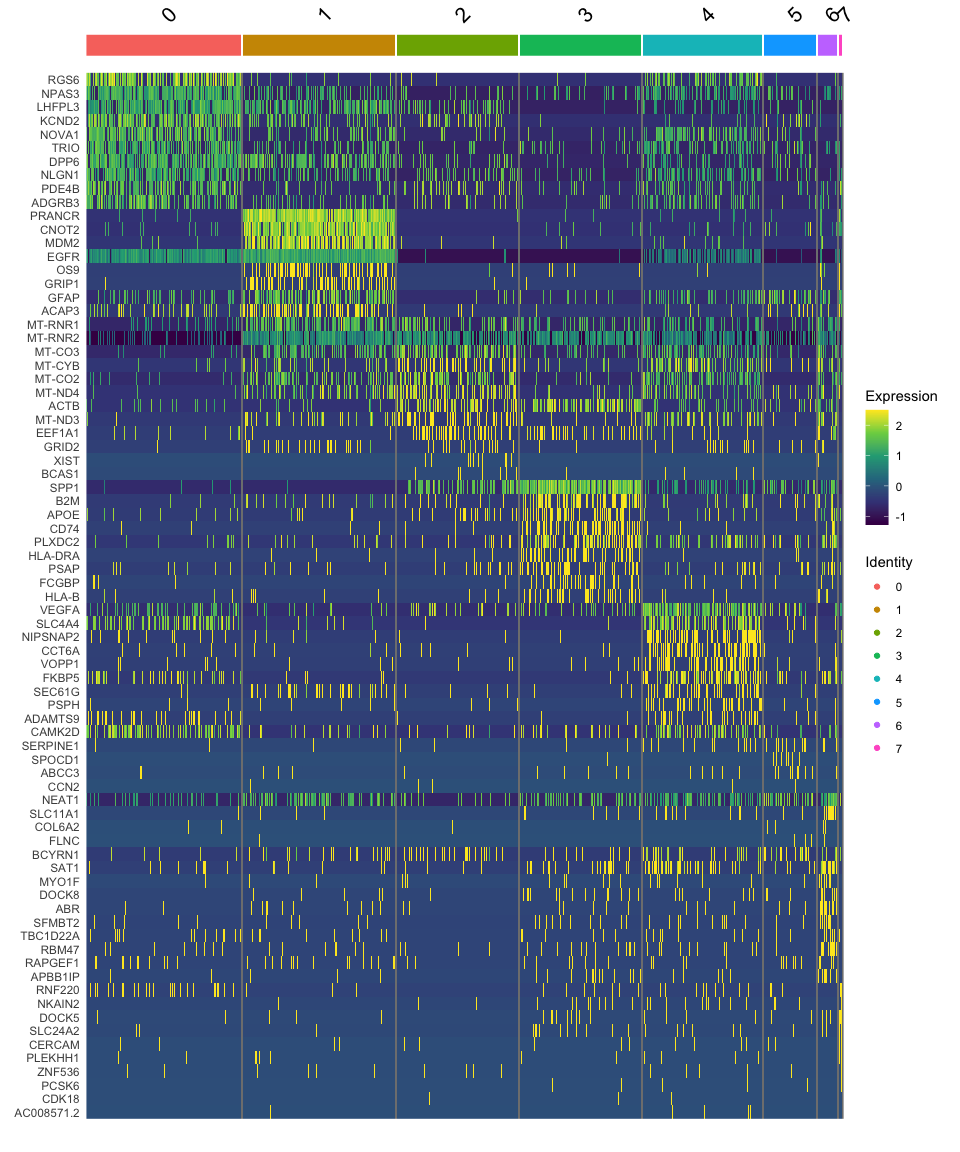 0 1 2 3 4 5 6 7
RGS6
NPAS3
LHFPL3
KCND2
NOVA1
TRIO
DPP6
NLGN1
PDE4B
ADGRB3
PRANCR
CNOT2
MDM2
EGFR
OS9
GRIP1
GFAP
ACAP3
MT-RNR1
MT-RNR2
MT-CO3
MT-CYB
MT-CO2
MT-ND4
ACTB
MT-ND3
EEF1A1
GRID2
XIST
BCAS1
SPP1
B2M
APOE
CD74
PLXDC2
HLA-DRA
PSAP
FCGBP
HLA-B
VEGFA
SLC4A4
NIPSNAP2
CCT6A
VOPP1
FKBP5
SEC61G
PSPH
ADAMTS9
CAMK2D
SERPINE1
SPOCD1
ABCC3
CCN2
NEAT1
SLC11A1
COL6A2
FLNC
BCYRN1
SAT1
MYO1F
DOCK8
ABR
SFMBT2
TBC1D22A
RBM47
RAPGEF1
APBB1IP
RNF220
NKAIN2
DOCK5
SLC24A2
CERCAM
PLEKHH1
ZNF536
PCSK6
CDK18
AC008571.2
Expression
2
1
0
-1
Identity
0
1
2
3
4
5
6
7